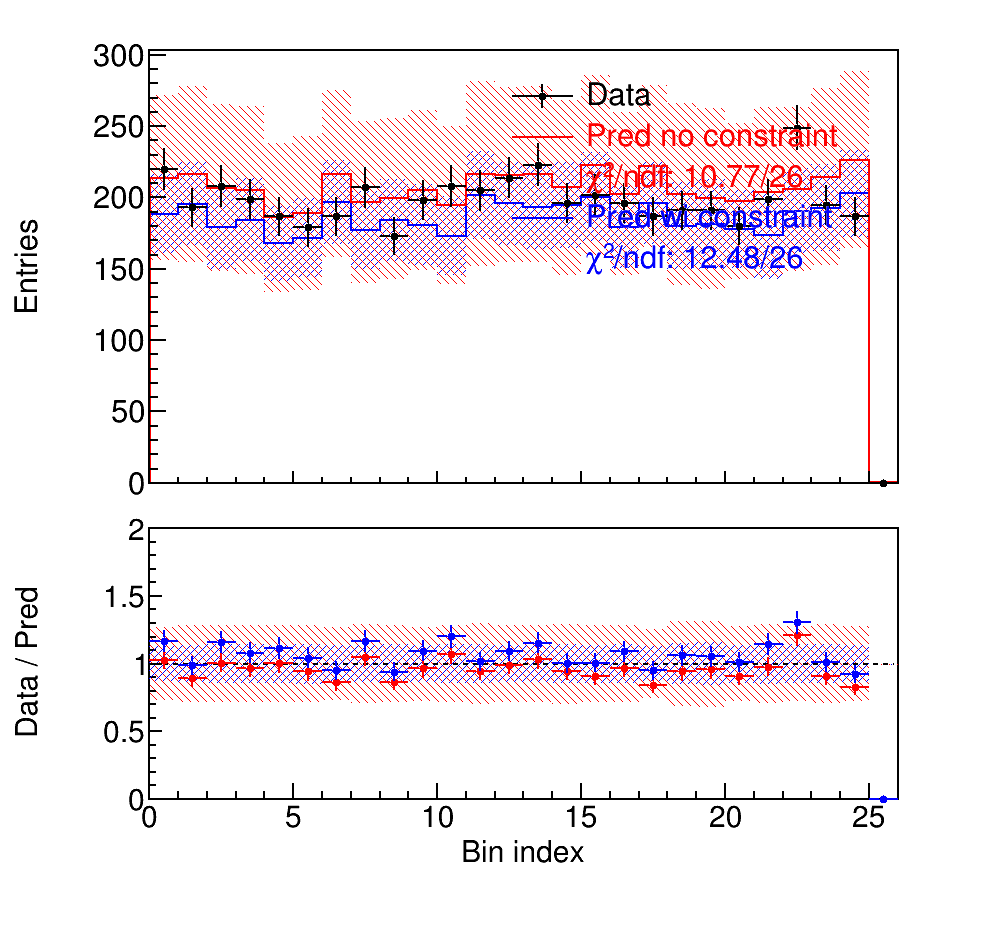 300
250
200
150
100
50
0
Entries
Data
Pred no constraint
χ²/ndf: 10.77/26
Pred w/ constraint
χ²/ndf: 12.48/26
2
1.5
1
0.5
0
Data / Pred
0 5 10 15 20 25
Bin index